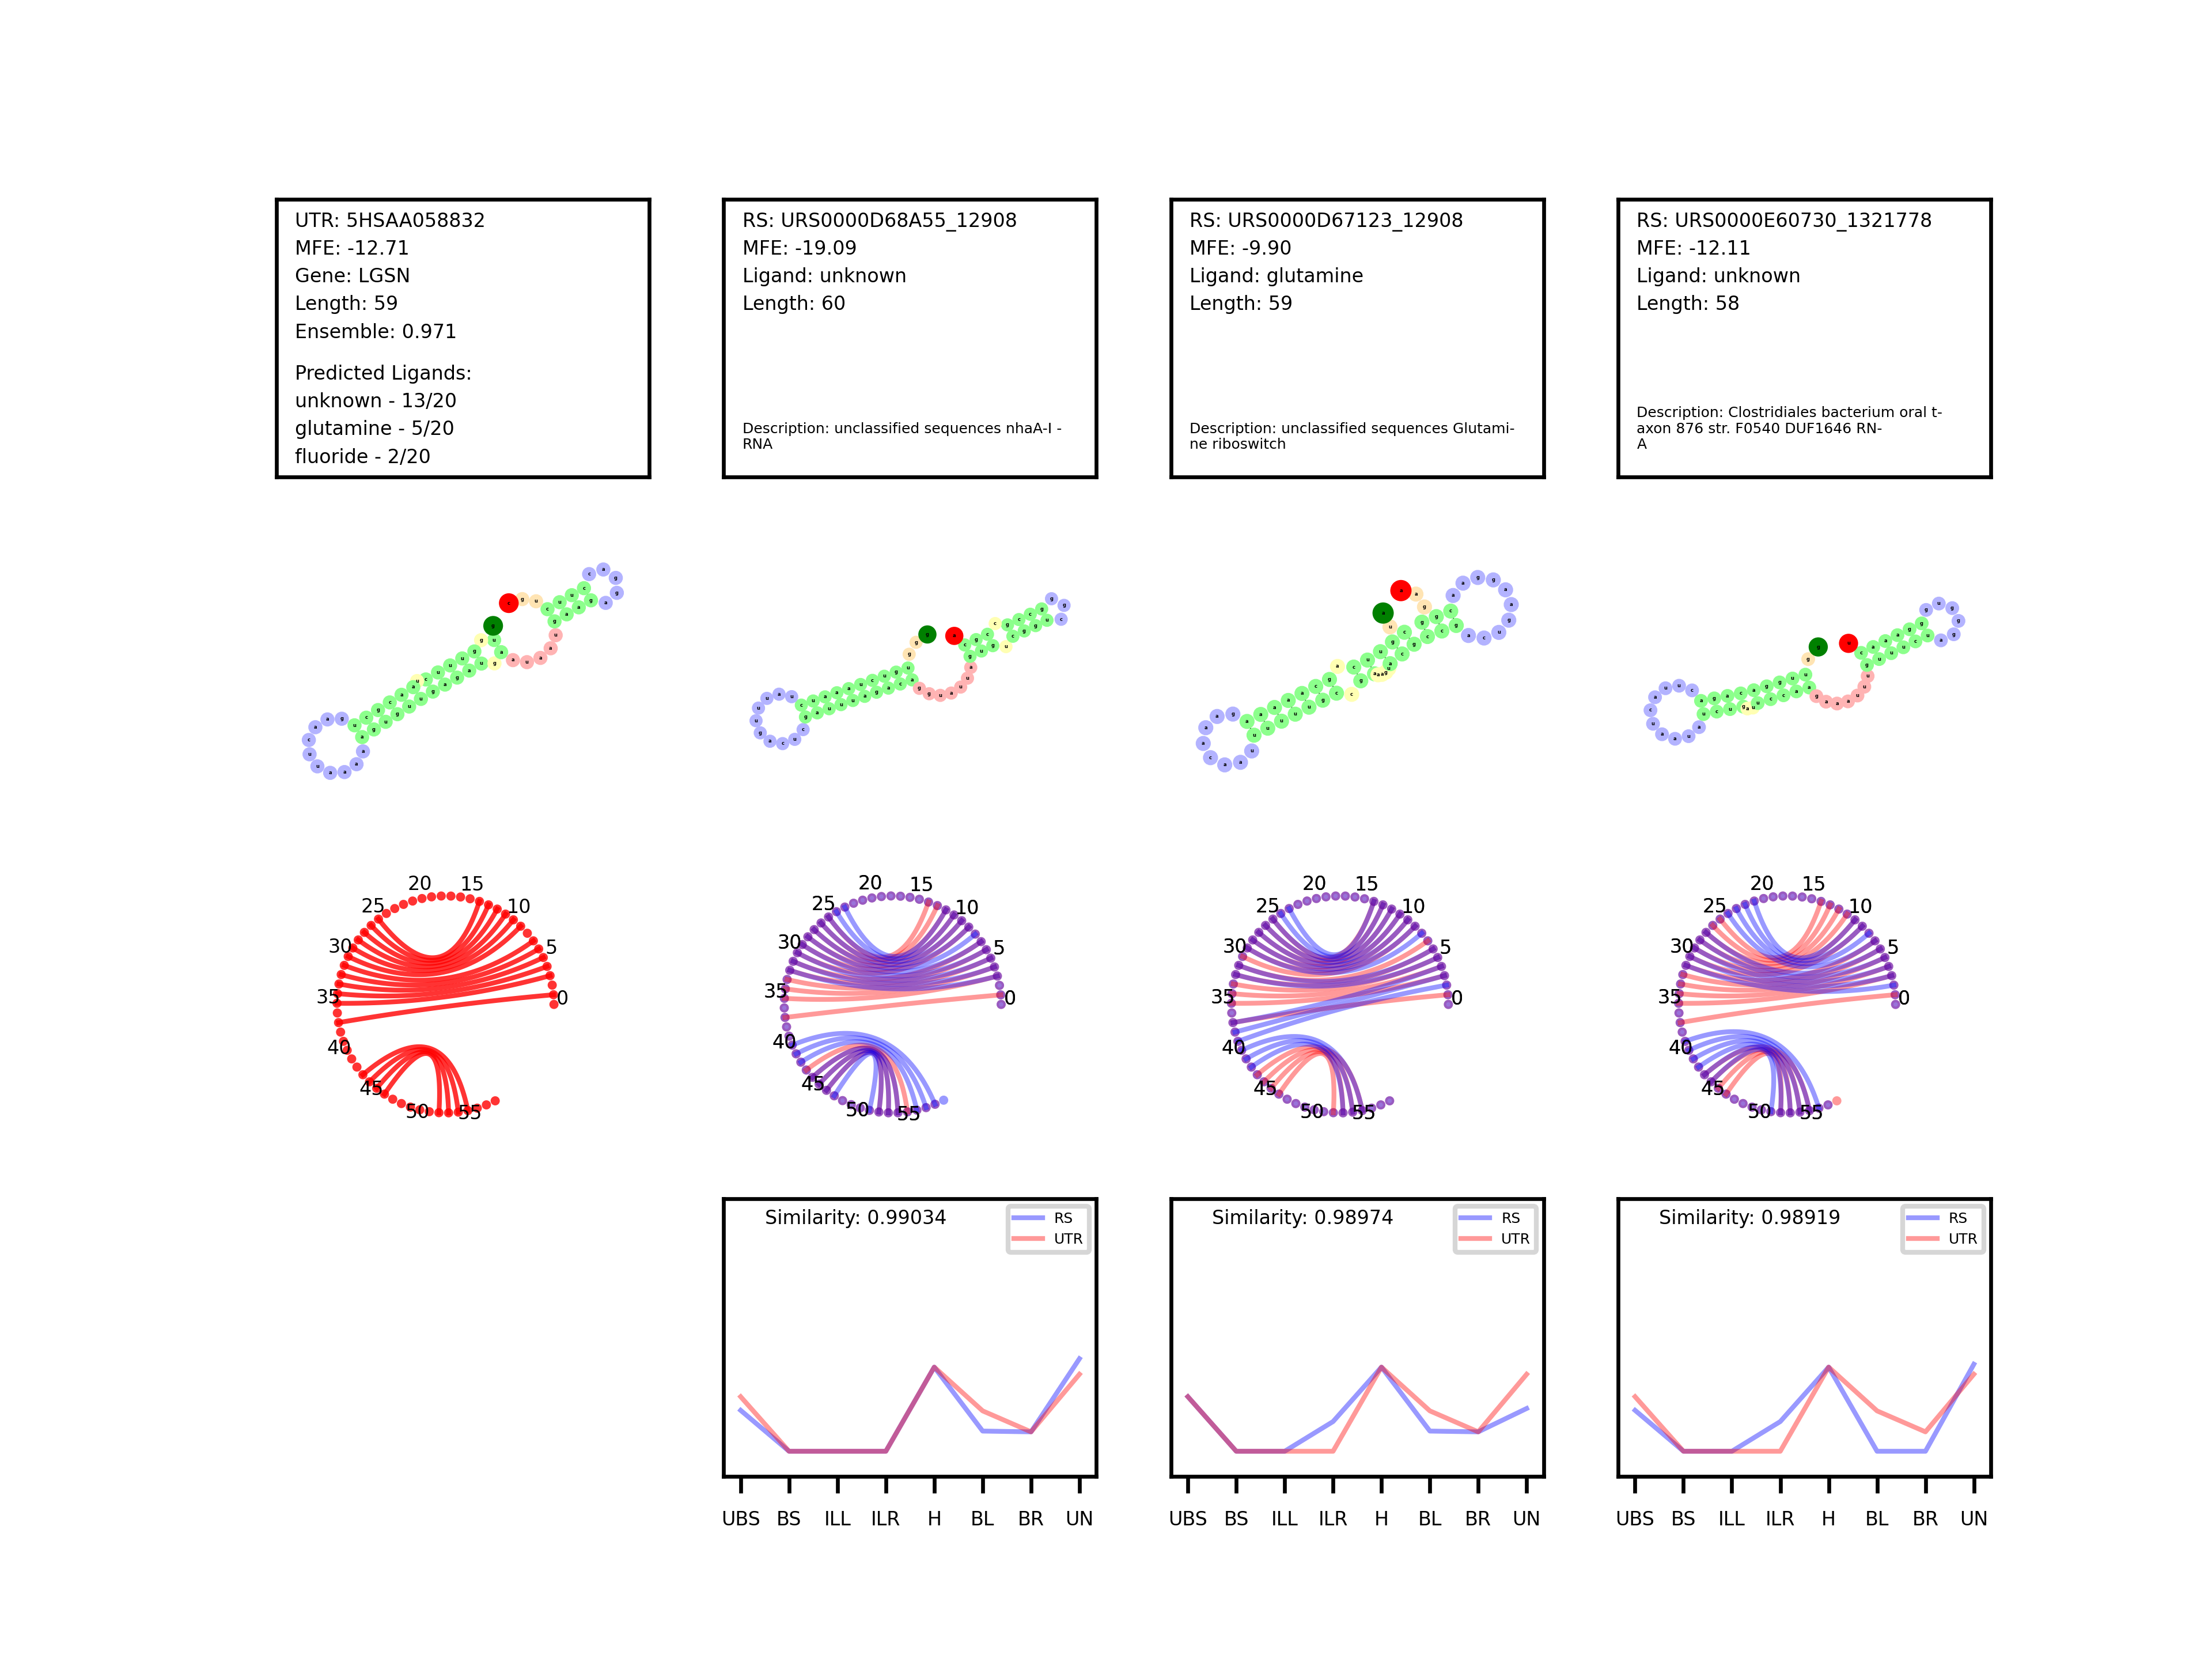 UTR: 5HSAA058832
MFE: -12.71
Gene: LGSN
Length: 59
Ensemble: 0.971
Predicted Ligands:
unknown - 13/20
glutamine - 5/20
fluoride - 2/20
RS: URS0000D68A55_12908
MFE: -19.09
Ligand: unknown
Length: 60
Description: unclassified sequences nhaA-I -
RNA
RS: URS0000D67123_12908
MFE: -9.90
Ligand: glutamine
Length: 59
Description: unclassified sequences Glutami-
ne riboswitch
RS: URS0000E60730_1321778
MFE: -12.11
Ligand: unknown
Length: 58
Description: Clostridiales bacterium oral t-
axon 876 str. F0540 DUF1646 RN-
A
0 5 10 15 20 25 30 35 40 45 50 55
0 5 10 15 20 25 30 35 40 45 50 55
0 5 10 15 20 25 30 35 40 45 50 55
0 5 10 15 20 25 30 35 40 45 50 55
Similarity: 0.99034
RS
UTR
UBS BS ILL ILR H BL BR UN
Similarity: 0.98974
RS
UTR
UBS BS ILL ILR H BL BR UN
Similarity: 0.98919
RS
UTR
UBS BS ILL ILR H BL BR UN